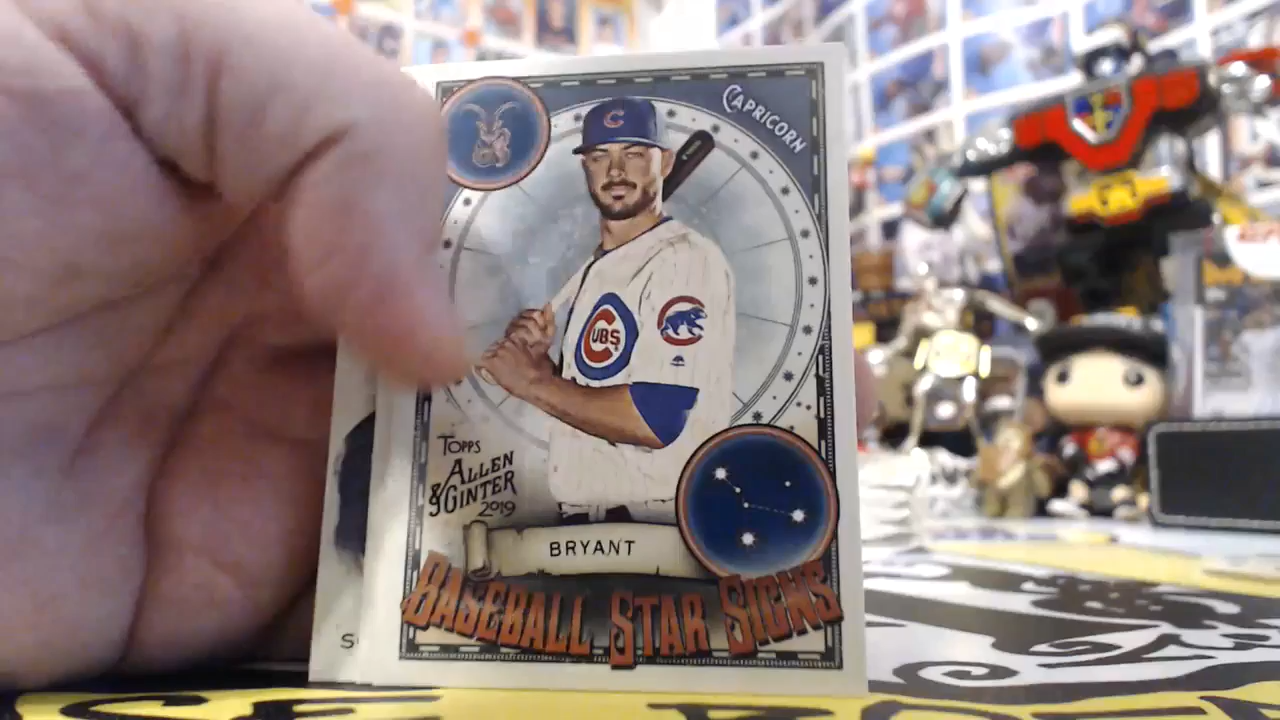 CAPRICORN
C
CUBS
TOPPS
ALLEN
& GINTER
2019
BRYANT
BASEBALL STAR SIGNS
S